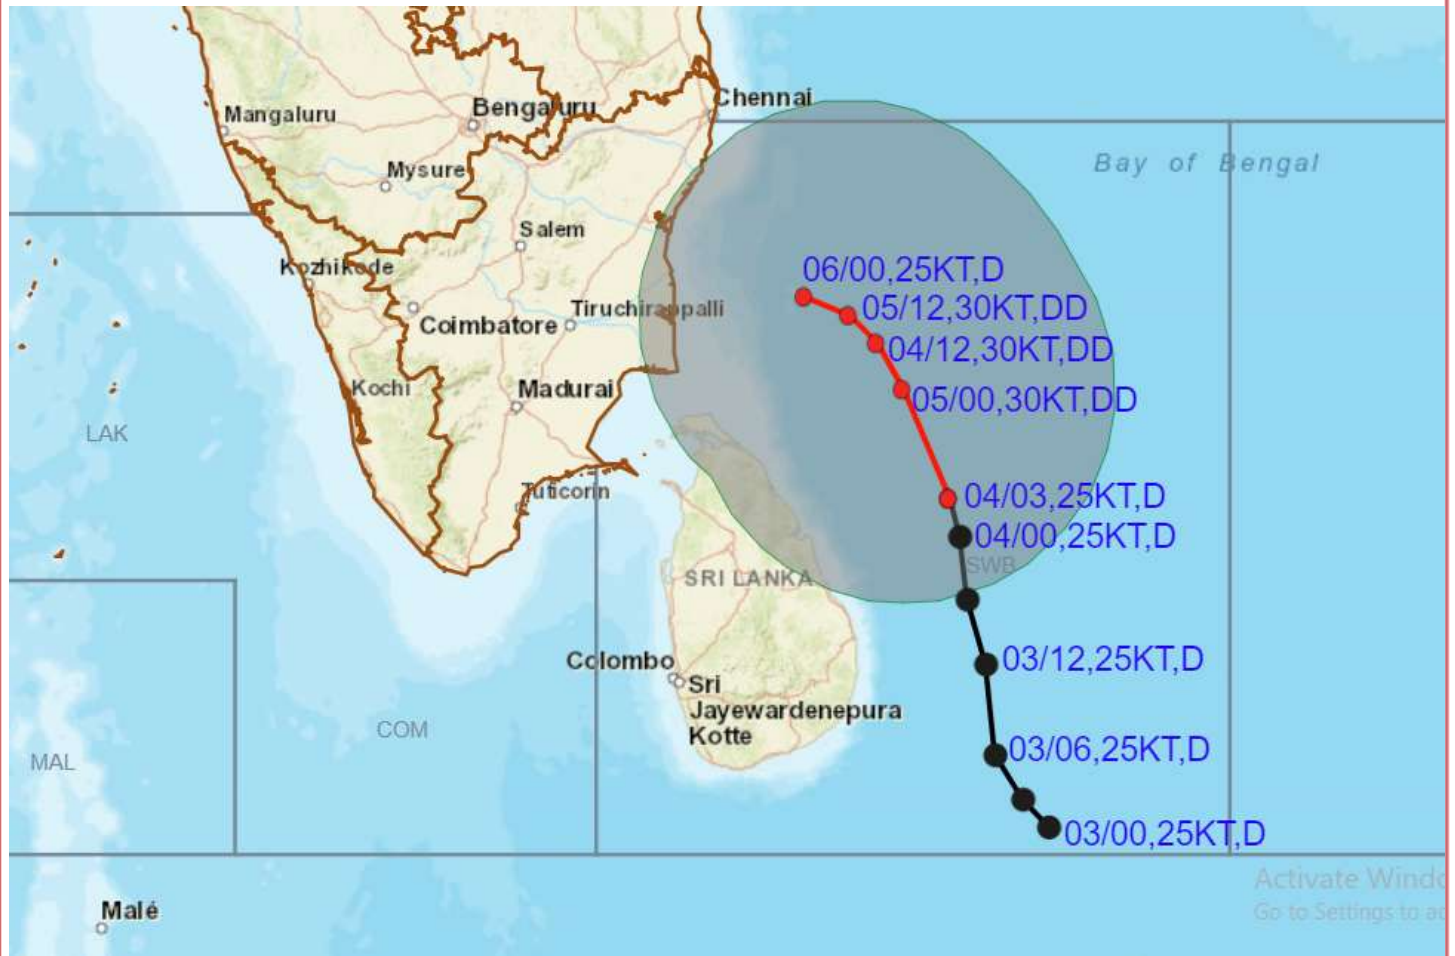 Chennai
Bengaluru
Mangaluru
Bay of Bengal
Mysure
Salem
Kozhikode
06/00,25KT,D
05/12,30KT,DD
Tiruchirappalli
Coimbatore
04/12,30KT,DD
Kochi
Madurai
05/00,30KT,DD
LAK
Tuticorin
04/03,25KT,D
04/00,25KT,D
SWB
SRI LANKA
Colombo
03/12,25KT,D
Sri
Jayewardenepura
Kotte
COM
03/06,25KT,D
MAL
03/00,25KT,D
Activate Windo
Go to Settings to ac
Malé